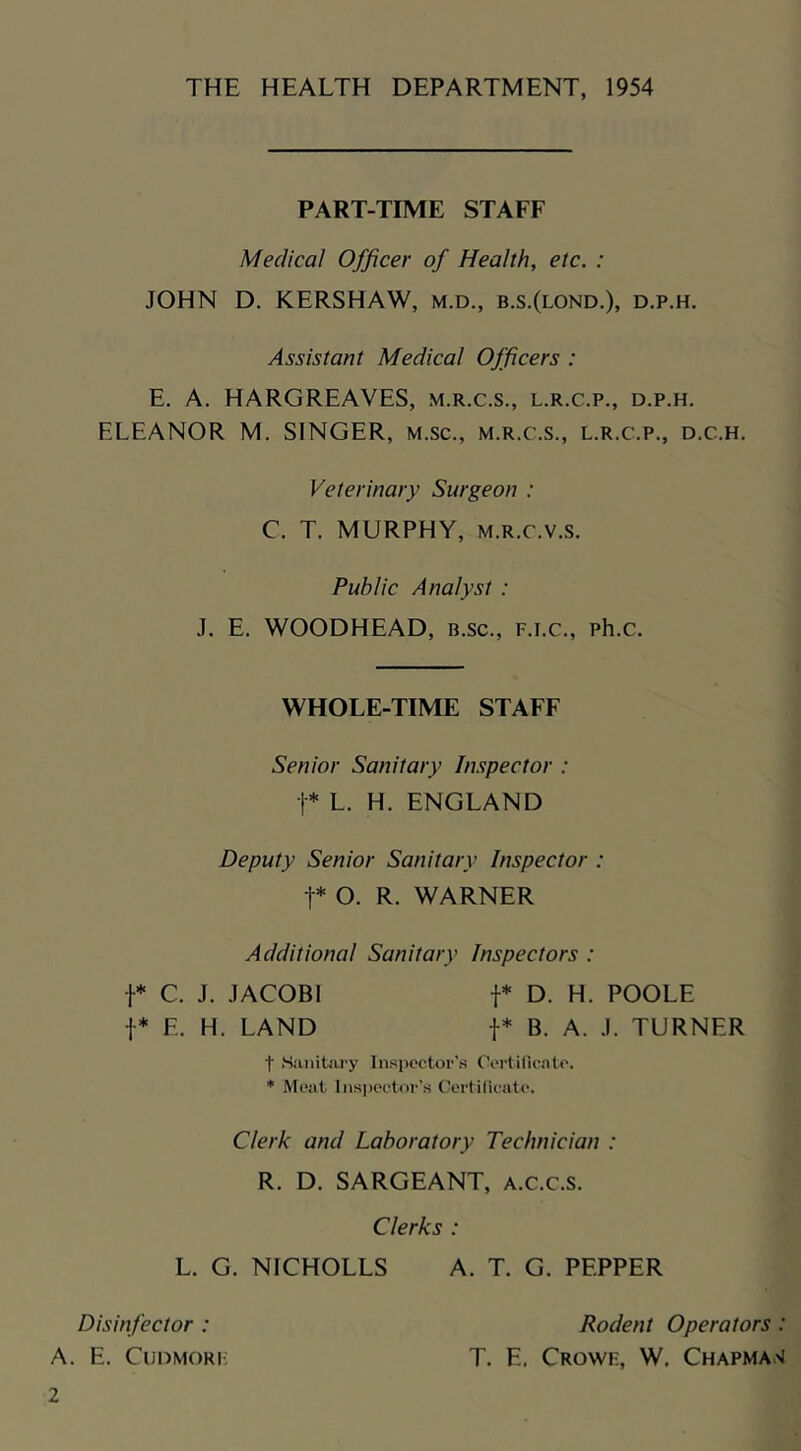 THE HEALTH DEPARTMENT, 1954
PART-TIME STAFF
Medical Officer of Health, etc. :
JOHN D. KERSHAW, M.D., B.S.(LOND.), D.P.H.
Assistant Medical Officers :
E. A. HARGREAVES, M.R.C.S., L.R.C.P., D.P.H.
ELEANOR M. SINGER, M.SC., M.R.C.S., L.R.C.P., D.C.H.
Veterinary Surgeon :
C. T. MURPHY, M.R.C.V.S.
Public Analyst :
J. E. WOODHEAD, B.SC., F.I.C., Ph.C.
WHOLE-TIME STAFF
Senior Sanitary Inspector :
†* L. H. ENGLAND
Deputy Senior Sanitary Inspector :
†* O. R. WARNER
Additional Sanitary Inspectors :
†* C. J. JACOBI †* D. H. POOLE
†* E. H. LAND †* B. A. J. TURNER
† Sanitary Inspector's Certificate.
* Meat Inspector's Certificate.
Clerk and Laboratory Technician :
R. D. SARGEANT, A.C.C.S.
Clerks :
L. G. NICHOLLS A. T. G. PEPPER
Disinfector : Rodent Operators :
A. E. CUDMORE T. E. CROWE, W. CHAPMAN
2